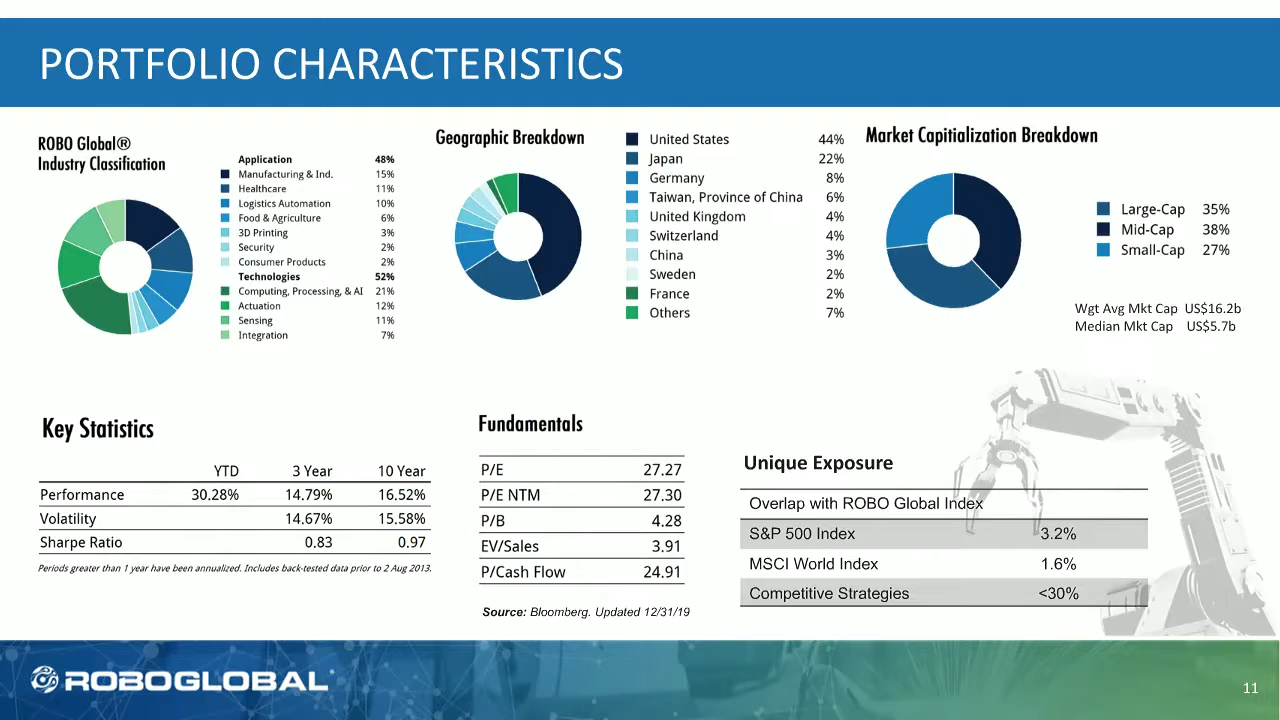 PORTFOLIO CHARACTERISTICS
ROBO Global®
Industry Classification
Application 48%
Manufacturing & Ind. 15%
Healthcare 11%
Logistics Automation 10%
Food & Agriculture 6%
3D Printing 3%
Security 2%
Consumer Products 2%
Technologies 52%
Computing, Processing, & AI 21%
Actuation 12%
Sensing 11%
Integration 7%
Geographic Breakdown
United States 44%
Japan 22%
Germany 8%
Taiwan, Province of China 6%
United Kingdom 4%
Switzerland 4%
China 3%
Sweden 2%
France 2%
Others 7%
Market Capitialization Breakdown
Large-Cap 35%
Mid-Cap 38%
Small-Cap 27%
Wgt Avg Mkt Cap US$16.2b
Median Mkt Cap US$5.7b
Key Statistics
YTD 3 Year 10 Year
Performance 30.28% 14.79% 16.52%
Volatility 14.67% 15.58%
Sharpe Ratio 0.83 0.97
Periods greater than 1 year have been annualized. Includes back-tested data prior to 2 Aug 2013.
Fundamentals
P/E 27.27
P/E NTM 27.30
P/B 4.28
EV/Sales 3.91
P/Cash Flow 24.91
Source: Bloomberg. Updated 12/31/19
Unique Exposure
Overlap with ROBO Global Index
S&P 500 Index 3.2%
MSCI World Index 1.6%
Competitive Strategies <30%
ROBOGLOBAL
11